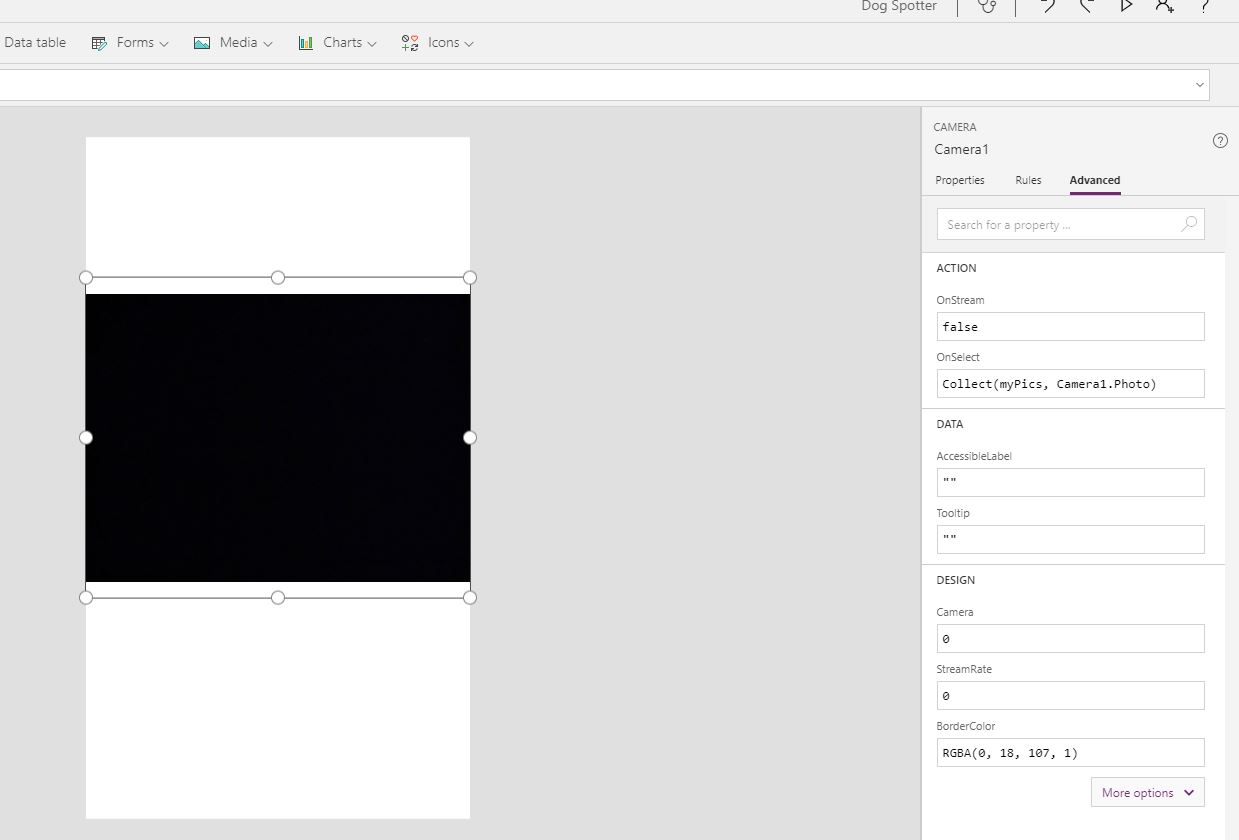 Dog Spotter
Data table Forms Media Charts Icons
CAMERA
Camera1
Properties Rules Advanced
Search for a property ...
ACTION
OnStream
false
OnSelect
Collect(myPics, Camera1.Photo)
DATA
AccessibleLabel
""
Tooltip
""
DESIGN
Camera
0
StreamRate
0
BorderColor
RGBA(0, 18, 107, 1)
More options